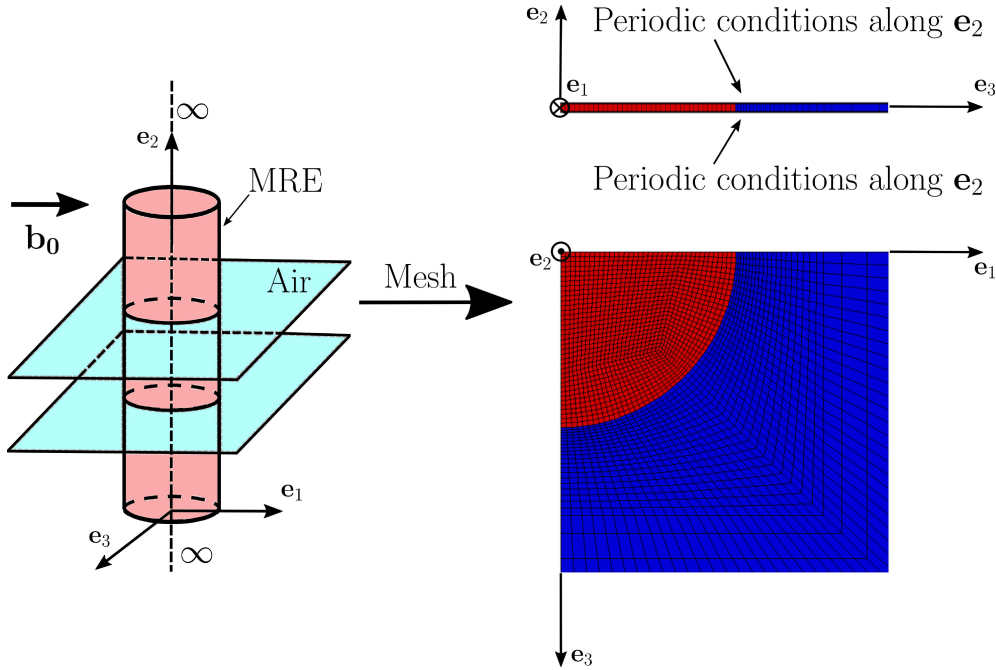 ∞
e₂
MRE
b₀
Air
e₁
e₃
∞
Mesh
e₂
Periodic conditions along e₂
e₁
e₃
Periodic conditions along e₂
e₂
e₁
e₃